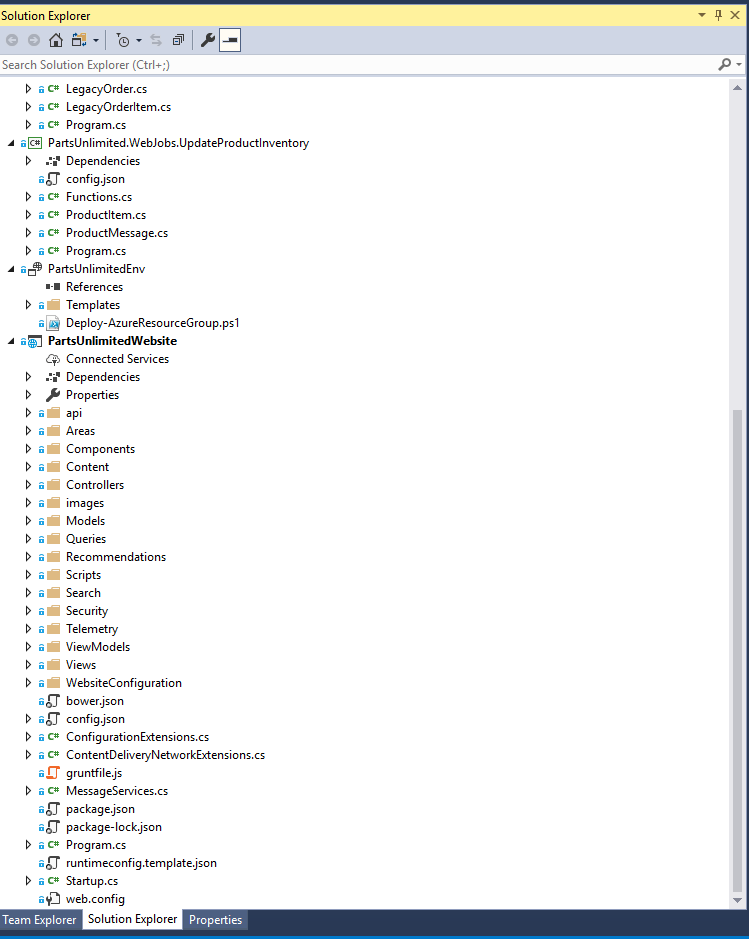 Solution Explorer
Search Solution Explorer (Ctrl+;)
C# LegacyOrder.cs
C# LegacyOrderItem.cs
C# Program.cs
C# PartsUnlimited.WebJobs.UpdateProductInventory
Dependencies
config.json
C# Functions.cs
C# ProductItem.cs
C# ProductMessage.cs
C# Program.cs
PartsUnlimitedEnv
References
Templates
Deploy-AzureResourceGroup.ps1
PartsUnlimitedWebsite
Connected Services
Dependencies
Properties
api
Areas
Components
Content
Controllers
images
Models
Queries
Recommendations
Scripts
Search
Security
Telemetry
ViewModels
Views
WebsiteConfiguration
bower.json
config.json
C# ConfigurationExtensions.cs
C# ContentDeliveryNetworkExtensions.cs
gruntfile.js
C# MessageServices.cs
package.json
package-lock.json
C# Program.cs
runtimeconfig.template.json
C# Startup.cs
web.config
Team Explorer Solution Explorer Properties